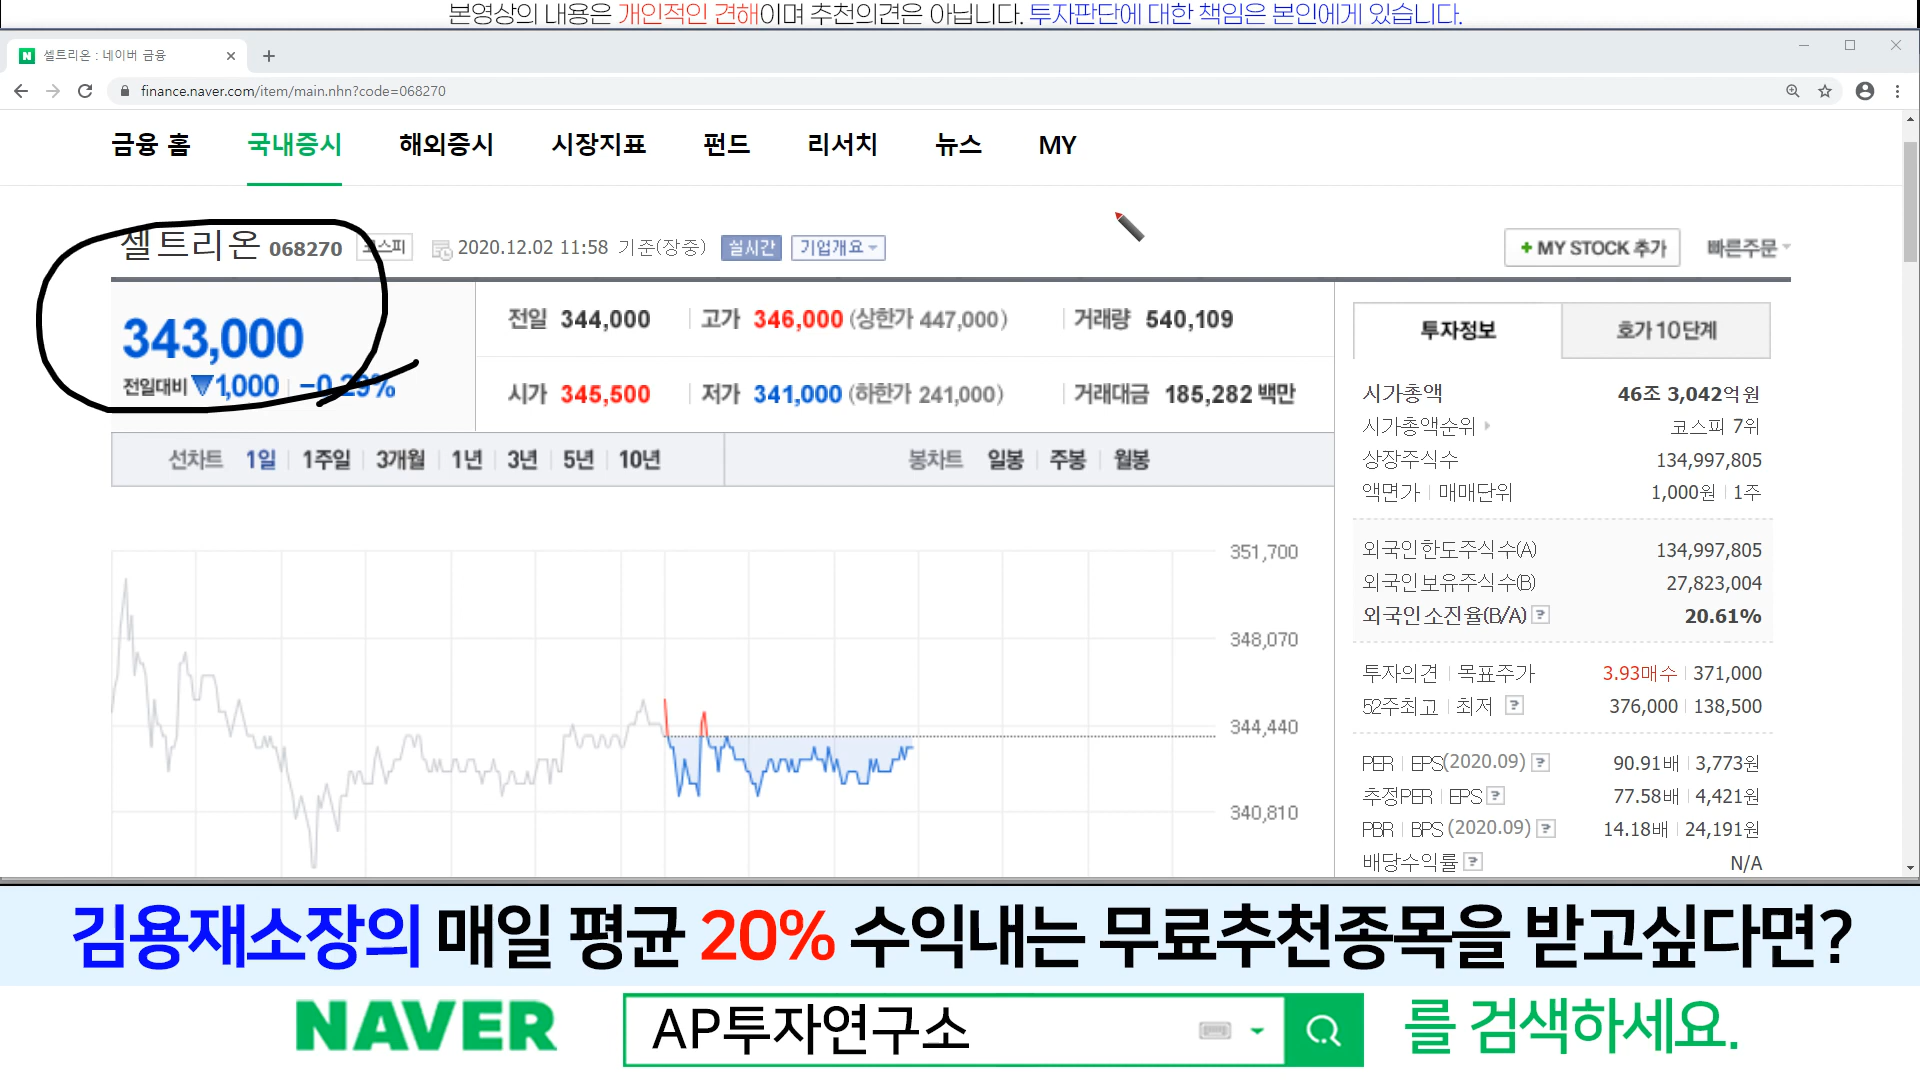 본영상의 내용은 개인적인 견해이며 추천의견은 아닙니다. 투자판단에 대한 책임은 본인에게 있습니다.
셀트리온 : 네이버 금융
finance.naver.com/item/main.nhn?code=068270
금융 홈 국내증시 해외증시 시장지표 펀드 리서치 뉴스 MY
셀트리온 068270 코스피 2020.12.02 11:58 기준(장중) 실시간 기업개요
+ MY STOCK 추가 빠른주문
343,000
전일대비 ▼1,000 -0.29%
전일 344,000 고가 346,000 (상한가 447,000) 거래량 540,109
시가 345,500 저가 341,000 (하한가 241,000) 거래대금 185,282 백만
선차트 1일 1주일 3개월 1년 3년 5년 10년 봉차트 일봉 주봉 월봉
351,700
348,070
344,440
340,810
투자정보 호가 10단계
시가총액 46조 3,042억원
시가총액순위 코스피 7위
상장주식수 134,997,805
액면가 매매단위 1,000원 1주
외국인한도주식수(A) 134,997,805
외국인보유주식수(B) 27,823,004
외국인소진율(B/A) ? 20.61%
투자의견 목표주가 3.93매수 371,000
52주최고 최저 ? 376,000 138,500
PER EPS(2020.09) ? 90.91배 3,773원
추정PER EPS ? 77.58배 4,421원
PBR BPS (2020.09) ? 14.18배 24,191원
배당수익률 ? N/A
김용재소장의 매일 평균 20% 수익내는 무료추천종목을 받고싶다면?
NAVER AP투자연구소 를 검색하세요.